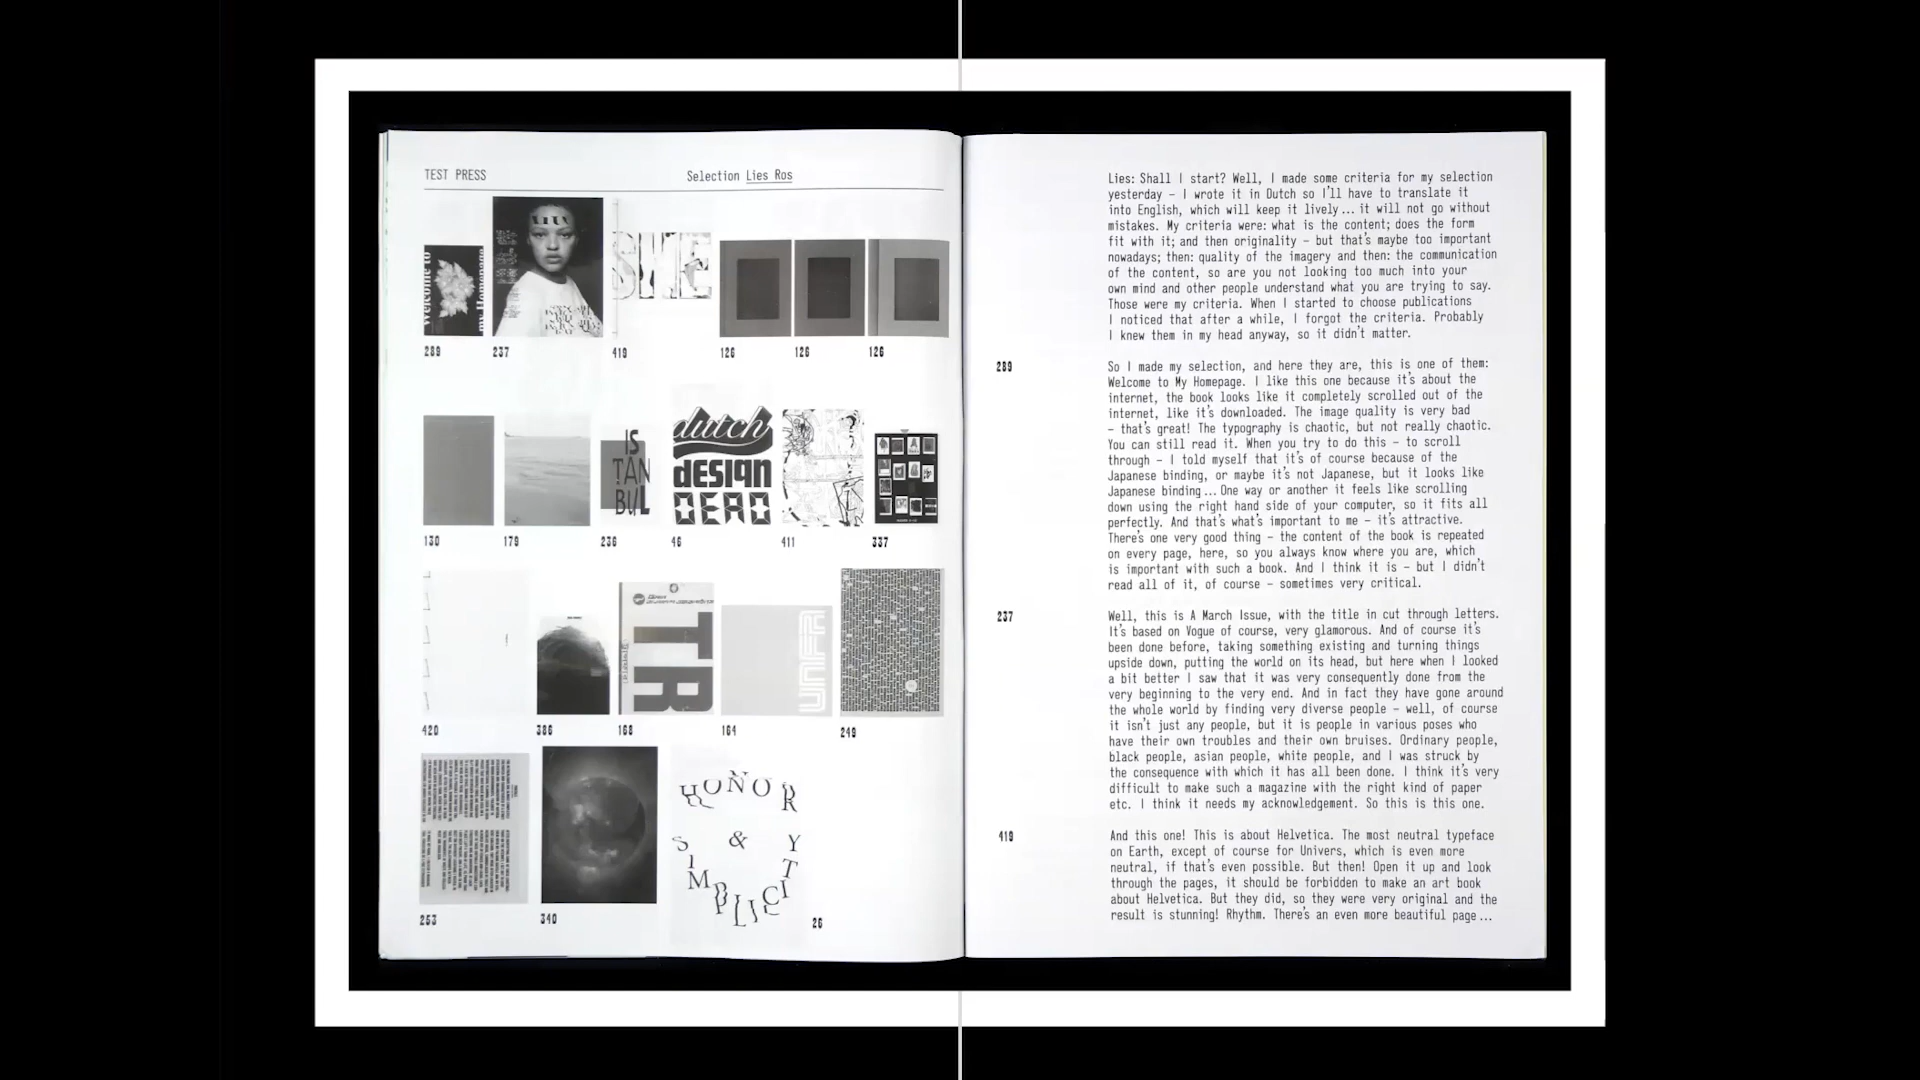 TEST PRESS
Selection Lies Ros
Welcome to
my Homepage
SHE
289
237
419
126
126
126
IS
TAN
BUL
dutch
design
DEAD
130
179
236
46
411
337
TR
420
386
168
164
249
HONOR
&
SIMPLICITY
253
340
26
Lies: Shall I start? Well, I made some criteria for my selection
yesterday – I wrote it in Dutch so I'll have to translate it
into English, which will keep it lively... it will not go without
mistakes. My criteria were: what is the content; does the form
fit with it; and then originality – but that's maybe too important
nowadays; then: quality of the imagery and then: the communication
of the content, so are you not looking too much into your
own mind and other people understand what you are trying to say.
Those were my criteria. When I started to choose publications
I noticed that after a while, I forgot the criteria. Probably
I knew them in my head anyway, so it didn't matter.
289
So I made my selection, and here they are, this is one of them:
Welcome to My Homepage. I like this one because it's about the
internet, the book looks like it completely scrolled out of the
internet, like it's downloaded. The image quality is very bad
– that's great! The typography is chaotic, but not really chaotic.
You can still read it. When you try to do this – to scroll
through – I told myself that it's of course because of the
Japanese binding, or maybe it's not Japanese, but it looks like
Japanese binding... One way or another it feels like scrolling
down using the right hand side of your computer, so it fits all
perfectly. And that's what's important to me – it's attractive.
There's one very good thing – the content of the book is repeated
on every page, here, so you always know where you are, which
is important with such a book. And I think it is – but I didn't
read all of it, of course – sometimes very critical.
237
Well, this is A March Issue, with the title in cut through letters.
It's based on Vogue of course, very glamorous. And of course it's
been done before, taking something existing and turning things
upside down, putting the world on its head, but here when I looked
a bit better I saw that it was very consequently done from the
very beginning to the very end. And in fact they have gone around
the whole world by finding very diverse people – well, of course
it isn't just any people, but it is people in various poses who
have their own troubles and their own bruises. Ordinary people,
black people, asian people, white people, and I was struck by
the consequence with which it has all been done. I think it's very
difficult to make such a magazine with the right kind of paper
etc. I think it needs my acknowledgement. So this is this one.
419
And this one! This is about Helvetica. The most neutral typeface
on Earth, except of course for Univers, which is even more
neutral, if that's even possible. But then! Open it up and look
through the pages, it should be forbidden to make an art book
about Helvetica. But they did, so they were very original and the
result is stunning! Rhythm. There's an even more beautiful page...